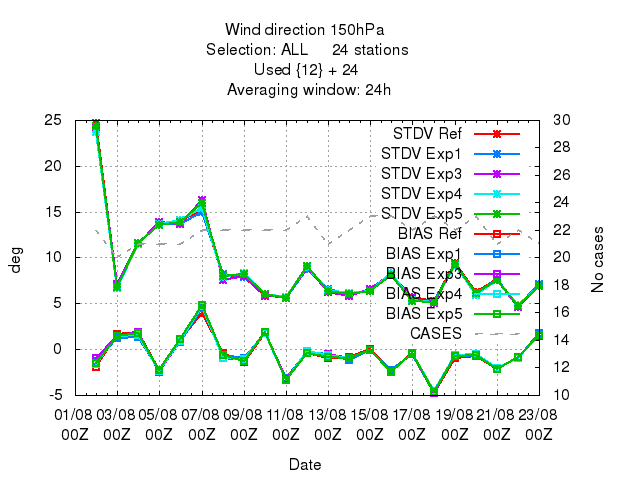 Wind direction 150hPa
Selection: ALL     24 stations
Used {12} + 24
Averaging window: 24h
25
20
15
10
5
0
-5
deg
30
28
26
24
22
20
18
16
14
12
10
No cases
STDV Ref
STDV Exp1
STDV Exp3
STDV Exp4
STDV Exp5
BIAS Ref
BIAS Exp1
BIAS Exp3
BIAS Exp4
BIAS Exp5
CASES
01/08 03/08 05/08 07/08 09/08 11/08 13/08 15/08 17/08 19/08 21/08 23/08
00Z 00Z 00Z 00Z 00Z 00Z 00Z 00Z 00Z 00Z 00Z 00Z
Date